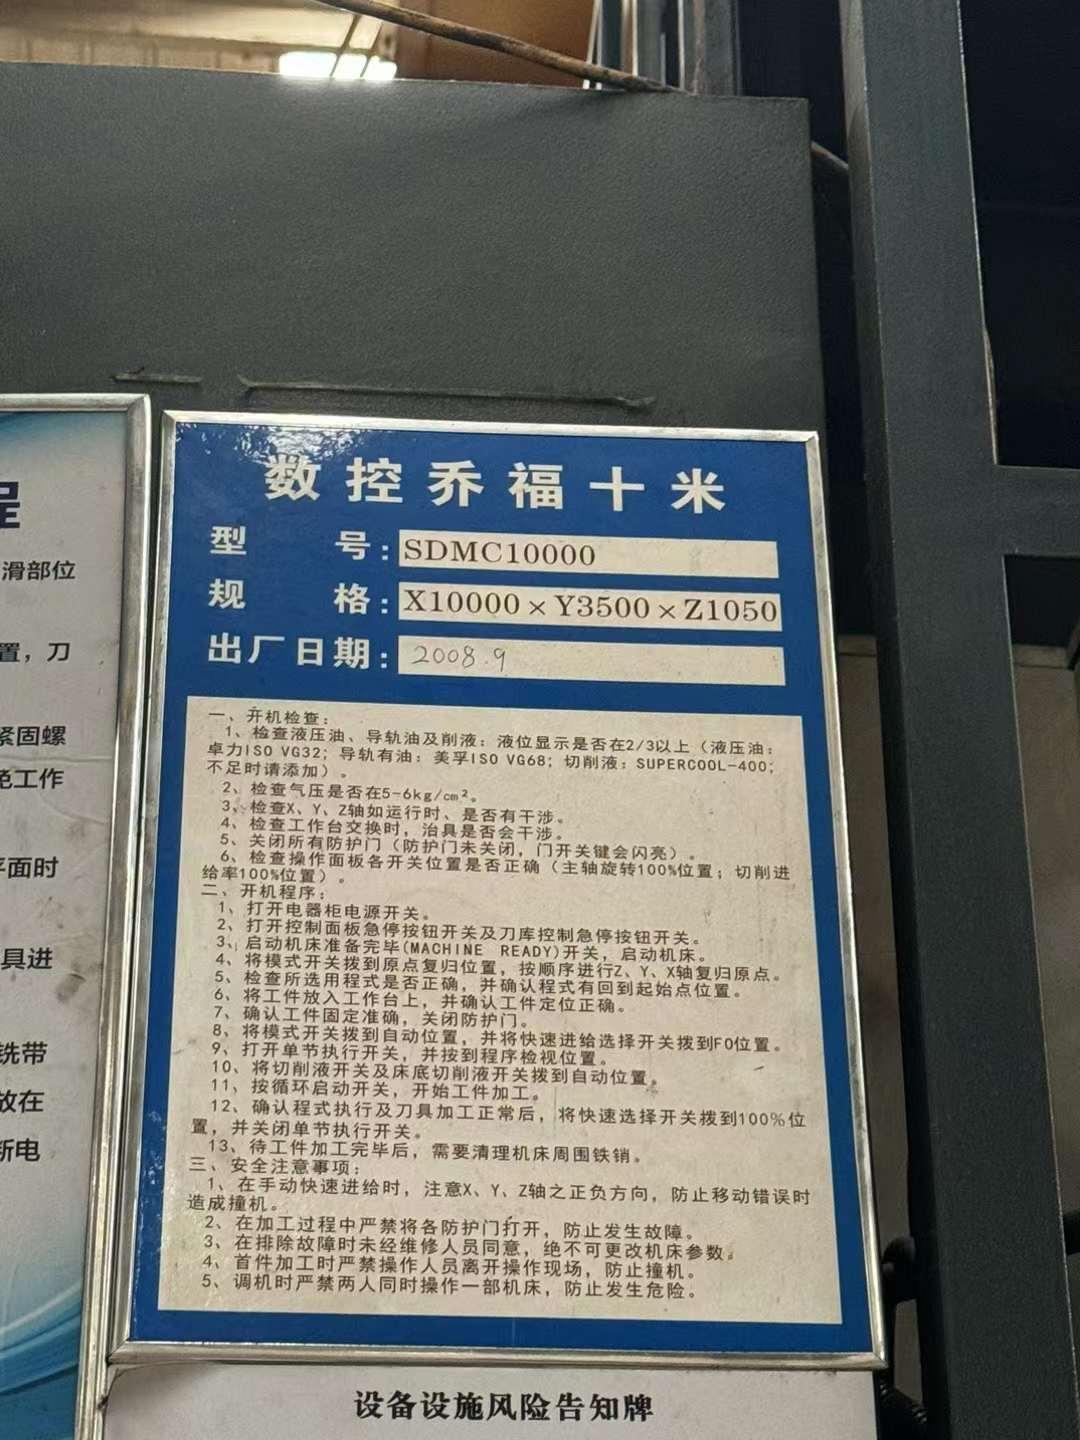 程
滑部位
置，刀
紧固螺
免工作
平面时
具进
铣带
放在
断电
数控乔福十米
型 号：SDMC10000
规 格：X10000×Y3500×Z1050
出厂日期：2008.9
一、开机检查：
1、检查液压油、导轨油及削液：液位显示是否在2/3以上（液压油：
卓力ISO VG32；导轨有油：美孚ISO VG68；切削液：SUPERCOOL-400；
不足时请添加）。
2、检查气压是否在5-6kg/cm²。
3、检查X、Y、Z轴如运行时、是否有干涉。
4、检查工作台交换时，治具是否会干涉。
5、关闭所有防护门（防护门未关闭，门开关键会闪亮）。
6、检查操作面板各开关位置是否正确（主轴旋转100%位置；切削进
给率100%位置）。
二、开机程序：
1、打开电器柜电源开关。
2、打开控制面板急停按钮开关及刀库控制急停按钮开关。
3、启动机床准备完毕(MACHINE READY)开关，启动机床。
4、将模式开关拨到原点复归位置，按顺序进行Z、Y、X轴复归原点。
5、检查所选用程式是否正确，并确认程式有回到起始点位置。
6、将工件放入工作台上，并确认工件定位正确。
7、确认工件固定准确，关闭防护门。
8、将模式开关拨到自动位置，并将快速进给选择开关拨到F0位置。
9、打开单节执行开关，并按到程序检视位置。
10、将切削液开关及床底切削液开关拨到自动位置。
11、按循环启动开关，开始工件加工。
12、确认程式执行及刀具加工正常后，将快速选择开关拨到100%位
置，并关闭单节执行开关。
13、待工件加工完毕后，需要清理机床周围铁销。
三、安全注意事项：
1、在手动快速进给时，注意X、Y、Z轴之正负方向，防止移动错误时
造成撞机。
2、在加工过程中严禁将各防护门打开，防止发生故障。
3、在排除故障时未经维修人员同意，绝不可更改机床参数。
4、首件加工时严禁操作人员离开操作现场，防止撞机。
5、调机时严禁两人同时操作一部机床，防止发生危险。
设备设施风险告知牌